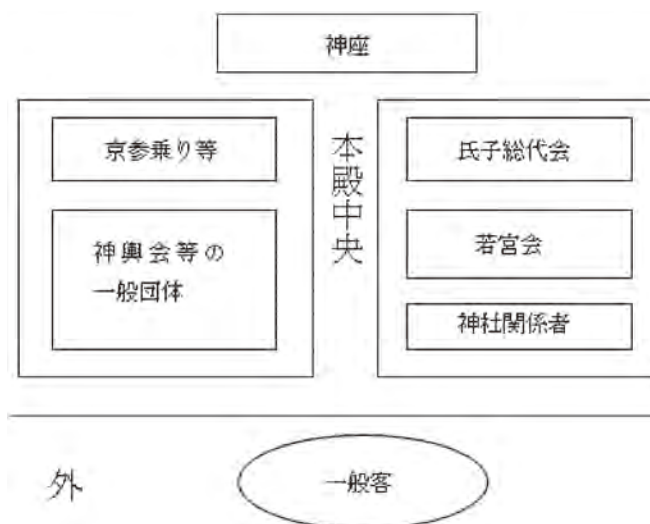 神座
京参乗り等
神輿会等の
一般団体
本殿中央
氏子総代会
若宮会
神社関係者
外
一般客